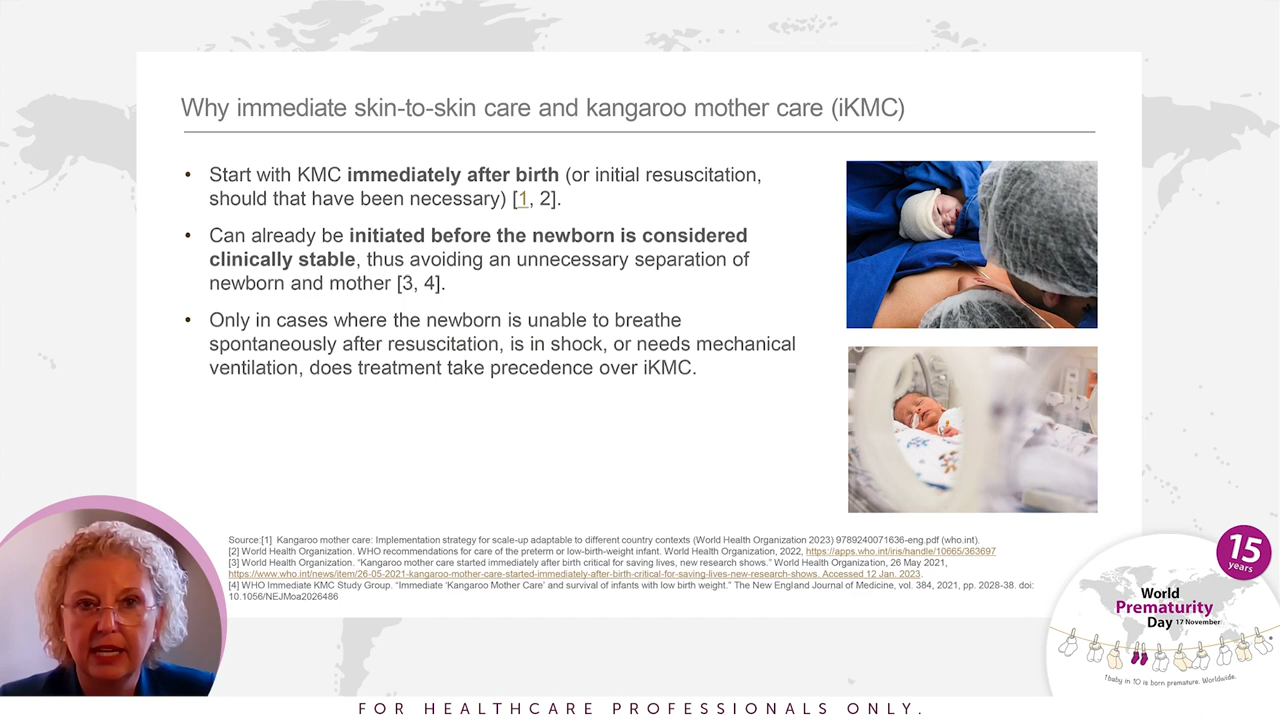 Why immediate skin-to-skin care and kangaroo mother care (iKMC)
• Start with KMC immediately after birth (or initial resuscitation,
should that have been necessary) [1, 2].
• Can already be initiated before the newborn is considered
clinically stable, thus avoiding an unnecessary separation of
newborn and mother [3, 4].
• Only in cases where the newborn is unable to breathe
spontaneously after resuscitation, is in shock, or needs mechanical
ventilation, does treatment take precedence over iKMC.
Source:[1] Kangaroo mother care: Implementation strategy for scale-up adaptable to different country contexts (World Health Organization 2023) 9789240071636-eng.pdf (who.int).
[2] World Health Organization. WHO recommendations for care of the preterm or low-birth-weight infant. World Health Organization, 2022, https://apps.who.int/iris/handle/10665/363697
[3] World Health Organization. “Kangaroo mother care started immediately after birth critical for saving lives, new research shows.” World Health Organization, 26 May 2021,
https://www.who.int/news/item/26-05-2021-kangaroo-mother-care-started-immediately-after-birth-critical-for-saving-lives-new-research-shows. Accessed 12 Jan. 2023.
[4] WHO Immediate KMC Study Group. “Immediate ‘Kangaroo Mother Care’ and survival of infants with low birth weight.” The New England Journal of Medicine, vol. 384, 2021, pp. 2028-38. doi:
10.1056/NEJMoa2026486
15
years
World
Prematurity
Day 17 November
1 baby in 10 is born premature. Worldwide.
FOR HEALTHCARE PROFESSIONALS ONLY.